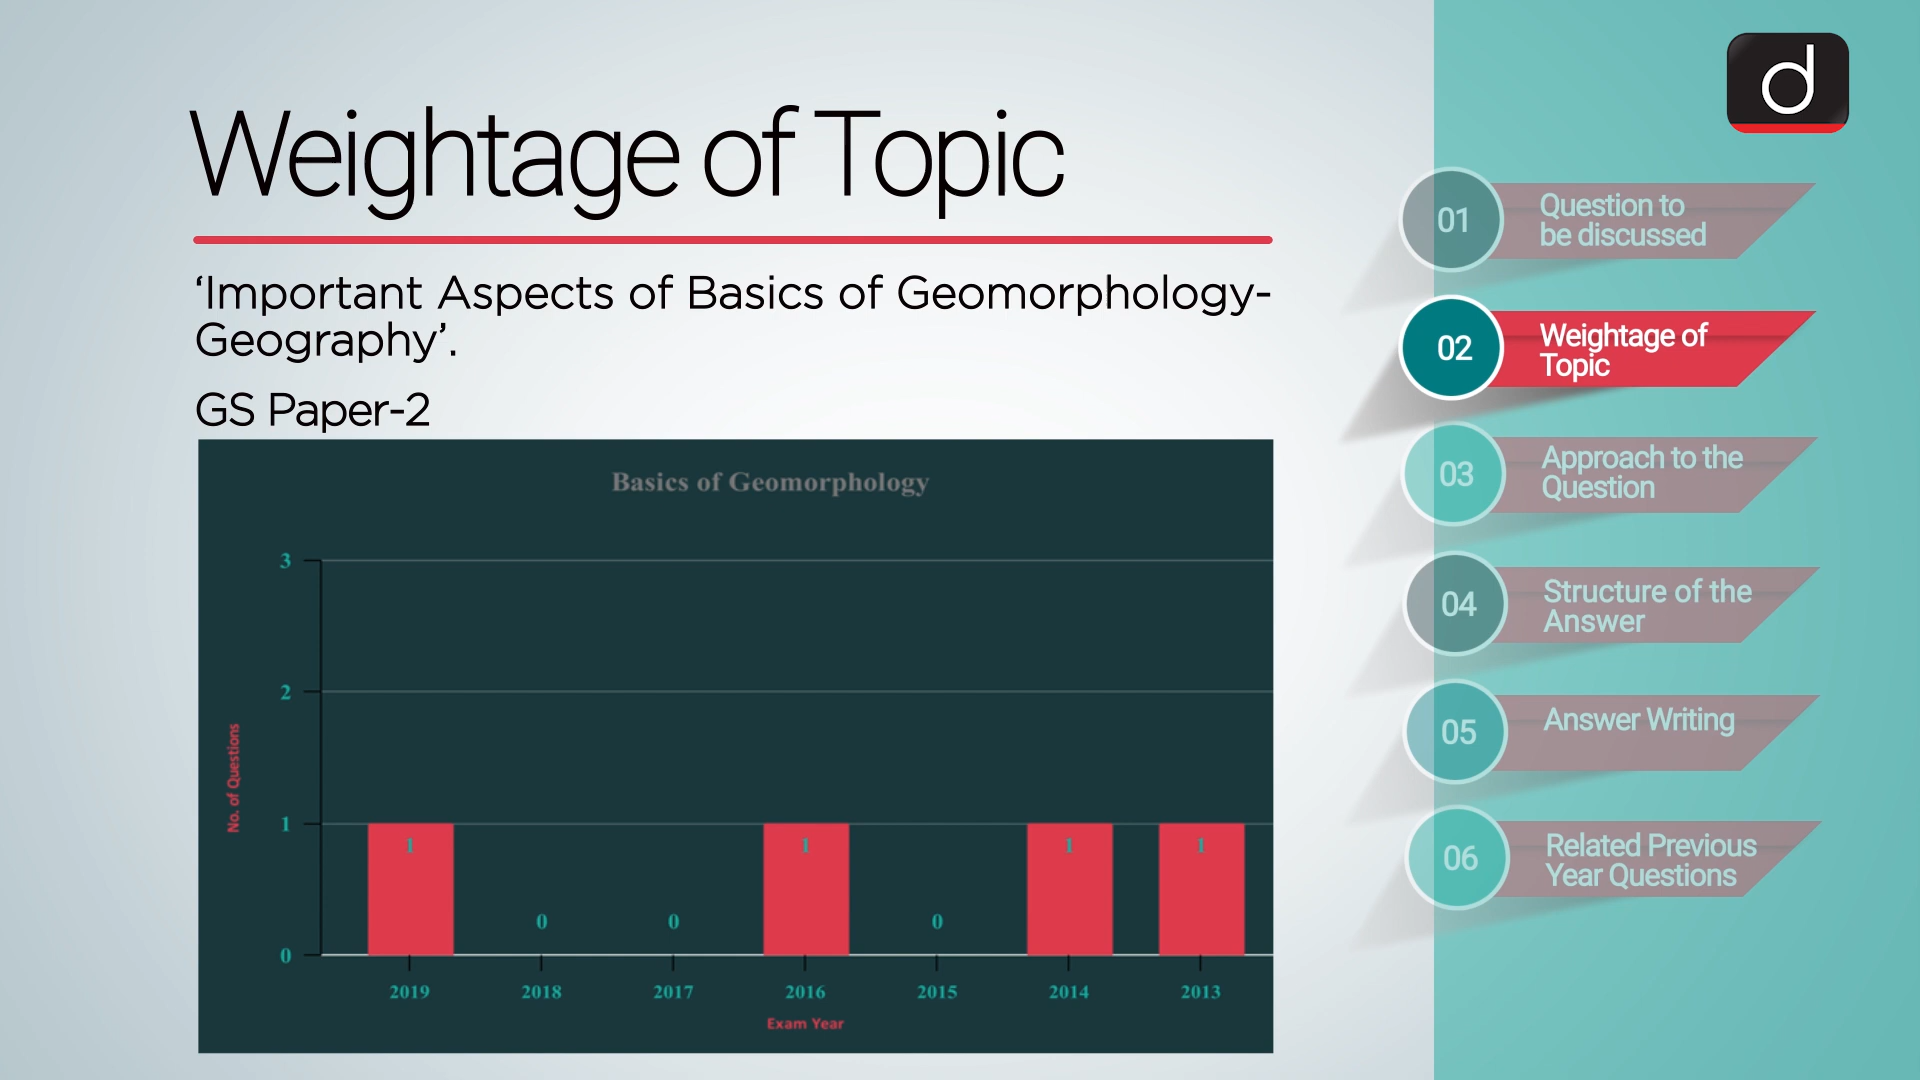 Weightage of Topic
‘Important Aspects of Basics of Geomorphology-
Geography’.
GS Paper-2
Basics of Geomorphology
No. of Questions
3
2
1
0
1
0
0
1
0
1
1
2019
2018
2017
2016
2015
2014
2013
Exam Year
d
01
Question to
be discussed
02
Weightage of
Topic
03
Approach to the
Question
04
Structure of the
Answer
05
Answer Writing
06
Related Previous
Year Questions